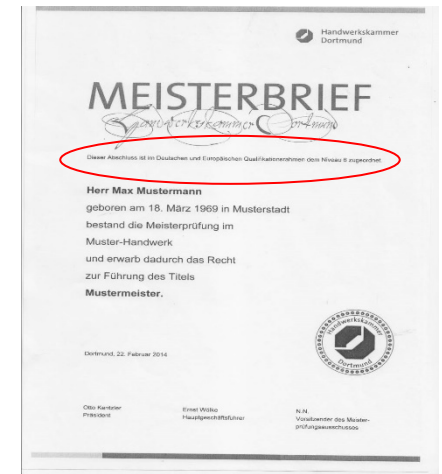 Handwerkskammer
Dortmund
MEISTERBRIEF
Handwerkskammer Dortmund
Dieser Abschluss ist im Deutschen und Europäischen Qualifikationsrahmen dem Niveau 6 zugeordnet
Herr Max Mustermann
geboren am 18. März 1969 in Musterstadt
bestand die Meisterprüfung im
Muster-Handwerk
und erwarb dadurch das Recht
zur Führung des Titels
Mustermeister.
Handwerkskammer
Dortmund
Dortmund, 22. Februar 2014
Otto Kentzler
Präsident
Ernst Wölke
Hauptgeschäftsführer
N.N.
Vorsitzender des Meister-
prüfungsausschusses